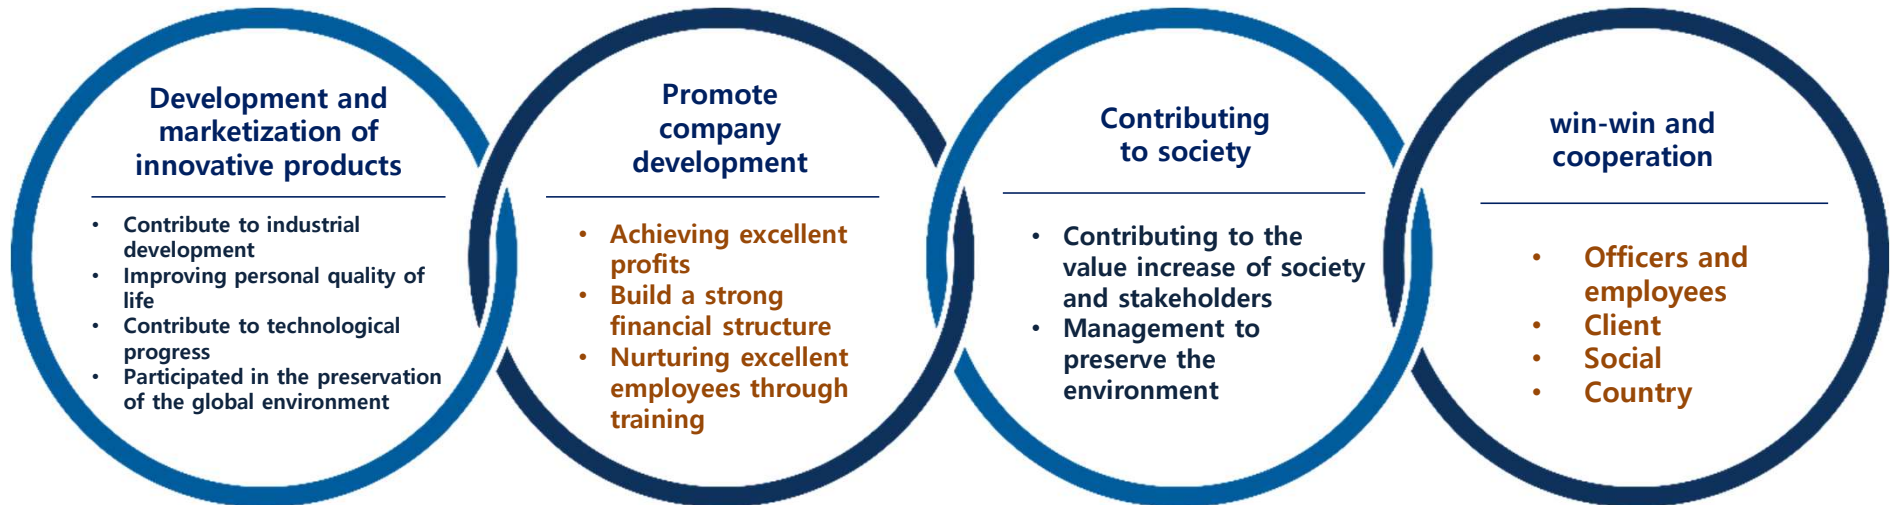 Development and
marketization of
innovative products
• Contribute to industrial
development
• Improving personal quality of
life
• Contribute to technological
progress
• Participated in the preservation
of the global environment
Promote
company
development
• Achieving excellent
profits
• Build a strong
financial structure
• Nurturing excellent
employees through
training
Contributing
to society
• Contributing to the
value increase of society
and stakeholders
• Management to
preserve the
environment
win-win and
cooperation
• Officers and
employees
• Client
• Social
• Country